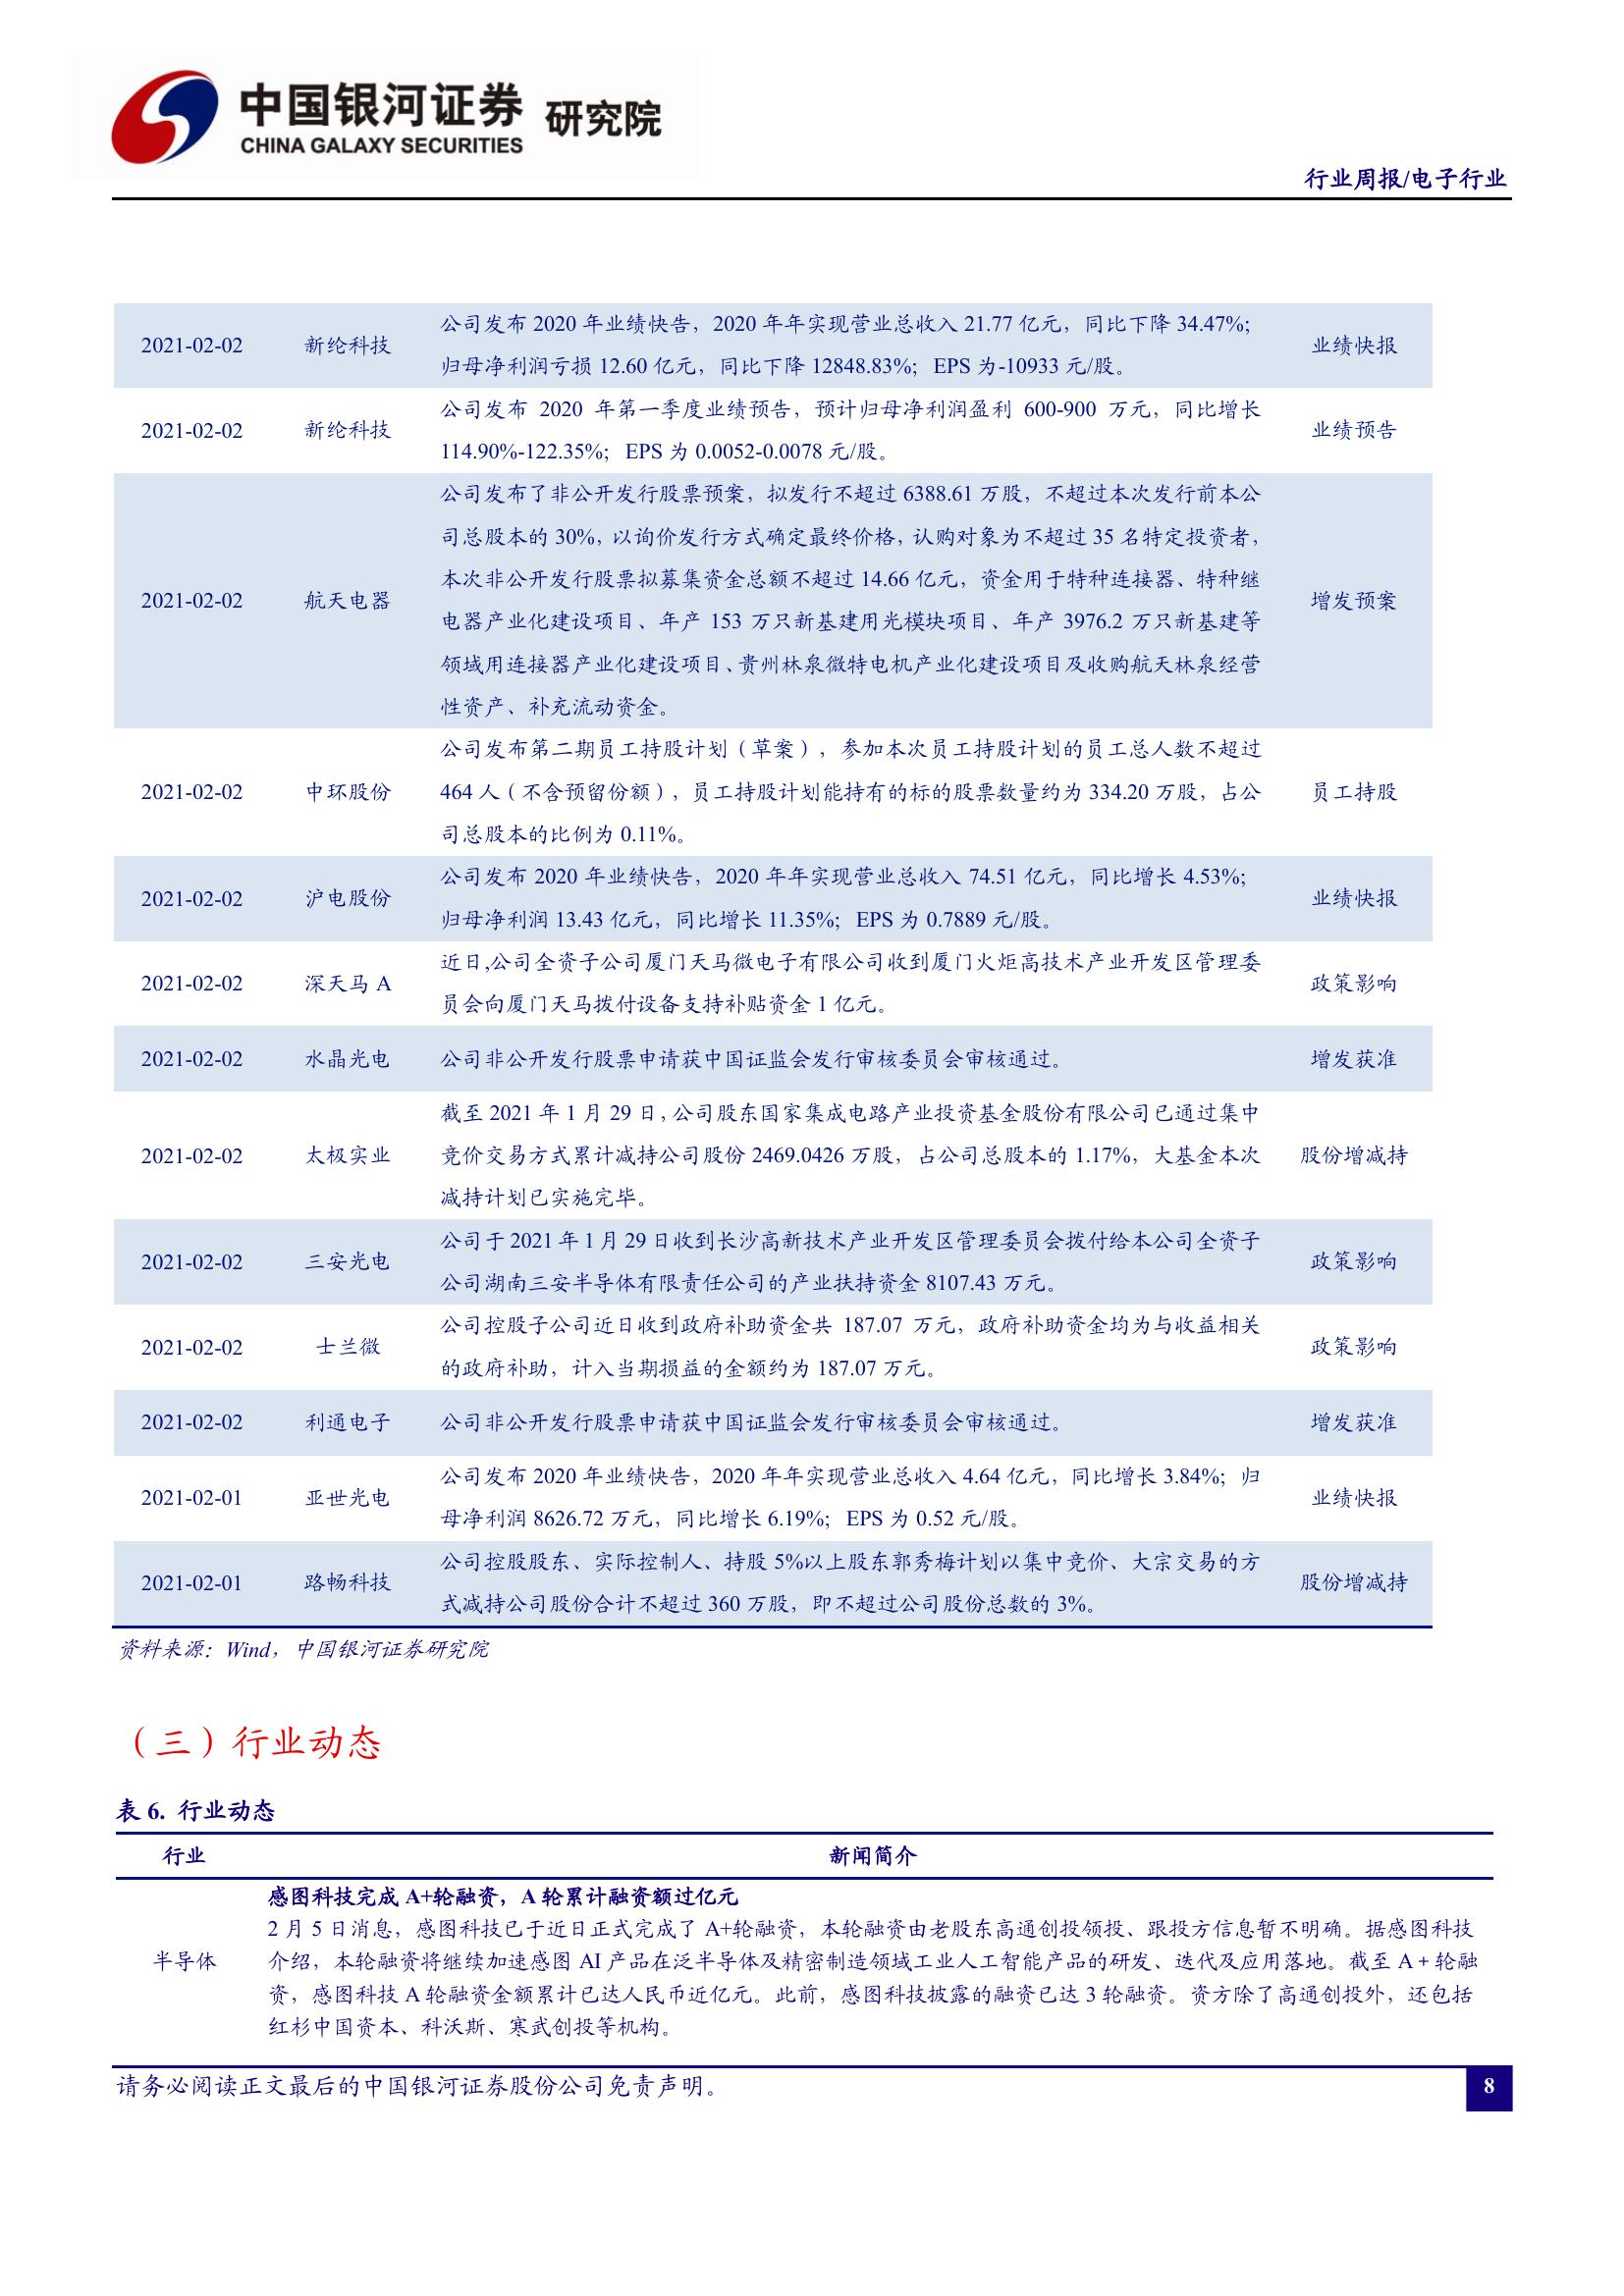 中国银河证券 研究院
CHINA GALAXY SECURITIES
行业周报/电子行业
公司发布 2020 年业绩快告，2020 年年实现营业总收入 21.77 亿元，同比下降 34.47%；
2021-02-02 新纶科技 业绩快报
归母净利润亏损 12.60 亿元，同比下降 12848.83%；EPS 为-10933 元/股。
公司发布 2020 年第一季度业绩预告，预计归母净利润盈利 600-900 万元，同比增长
2021-02-02 新纶科技 业绩预告
114.90%-122.35%；EPS 为 0.0052-0.0078 元/股。
公司发布了非公开发行股票预案，拟发行不超过 6388.61 万股，不超过本次发行前本公
司总股本的 30%，以询价发行方式确定最终价格，认购对象为不超过 35 名特定投资者，
本次非公开发行股票拟募集资金总额不超过 14.66 亿元，资金用于特种连接器、特种继
2021-02-02 航天电器 增发预案
电器产业化建设项目、年产 153 万只新基建用光模块项目、年产 3976.2 万只新基建等
领域用连接器产业化建设项目、贵州林泉微特电机产业化建设项目及收购航天林泉经营
性资产、补充流动资金。
公司发布第二期员工持股计划（草案），参加本次员工持股计划的员工总人数不超过
2021-02-02 中环股份 464 人（不含预留份额），员工持股计划能持有的标的股票数量约为 334.20 万股，占公 员工持股
司总股本的比例为 0.11%。
公司发布 2020 年业绩快告，2020 年年实现营业总收入 74.51 亿元，同比增长 4.53%；
2021-02-02 沪电股份 业绩快报
归母净利润 13.43 亿元，同比增长 11.35%；EPS 为 0.7889 元/股。
近日,公司全资子公司厦门天马微电子有限公司收到厦门火炬高技术产业开发区管理委
2021-02-02 深天马 A 政策影响
员会向厦门天马拨付设备支持补贴资金 1 亿元。
2021-02-02 水晶光电 公司非公开发行股票申请获中国证监会发行审核委员会审核通过。 增发获准
截至 2021 年 1 月 29 日，公司股东国家集成电路产业投资基金股份有限公司已通过集中
2021-02-02 太极实业 竞价交易方式累计减持公司股份 2469.0426 万股，占公司总股本的 1.17%，大基金本次 股份增减持
减持计划已实施完毕。
公司于 2021 年 1 月 29 日收到长沙高新技术产业开发区管理委员会拨付给本公司全资子
2021-02-02 三安光电 政策影响
公司湖南三安半导体有限责任公司的产业扶持资金 8107.43 万元。
公司控股子公司近日收到政府补助资金共 187.07 万元，政府补助资金均为与收益相关
2021-02-02 士兰微 政策影响
的政府补助，计入当期损益的金额约为 187.07 万元。
2021-02-02 利通电子 公司非公开发行股票申请获中国证监会发行审核委员会审核通过。 增发获准
公司发布 2020 年业绩快告，2020 年年实现营业总收入 4.64 亿元，同比增长 3.84%；归
2021-02-01 亚世光电 业绩快报
母净利润 8626.72 万元，同比增长 6.19%；EPS 为 0.52 元/股。
公司控股股东、实际控制人、持股 5%以上股东郭秀梅计划以集中竞价、大宗交易的方
2021-02-01 路畅科技 股份增减持
式减持公司股份合计不超过 360 万股，即不超过公司股份总数的 3%。
资料来源：Wind，中国银河证券研究院
（三）行业动态
表 6. 行业动态
行业 新闻简介
感图科技完成 A+轮融资，A 轮累计融资额过亿元
2 月 5 日消息，感图科技已于近日正式完成了 A+轮融资，本轮融资由老股东高通创投领投、跟投方信息暂不明确。据感图科技
半导体 介绍，本轮融资将继续加速感图 AI 产品在泛半导体及精密制造领域工业人工智能产品的研发、迭代及应用落地。截至 A﹢轮融
资，感图科技 A 轮融资金额累计已达人民币近亿元。此前，感图科技披露的融资已达 3 轮融资。资方除了高通创投外，还包括
红杉中国资本、科沃斯、寒武创投等机构。
请务必阅读正文最后的中国银河证券股份公司免责声明。 8